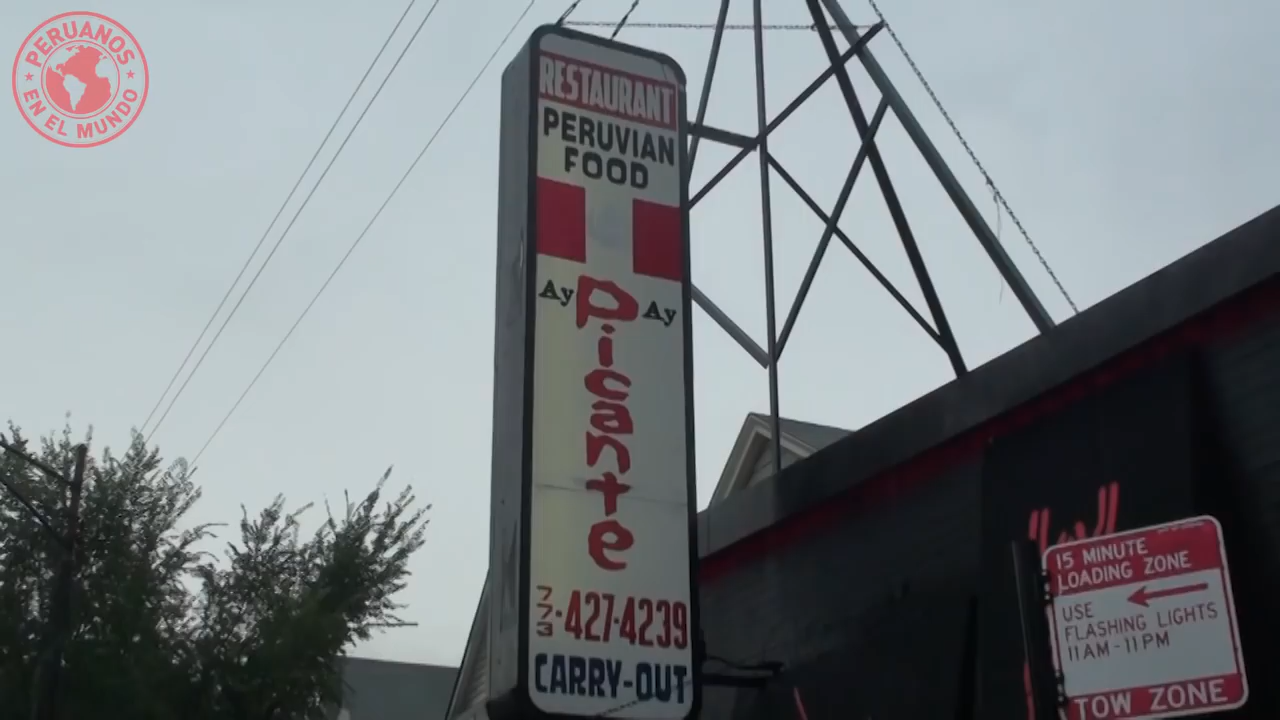 PERUANOS
EN EL MUNDO
RESTAURANT
PERUVIAN
FOOD
Ay Picante Ay
773-427-4239
CARRY-OUT
15 MINUTE
LOADING ZONE
USE
FLASHING LIGHTS
11AM-11PM
TOW ZONE